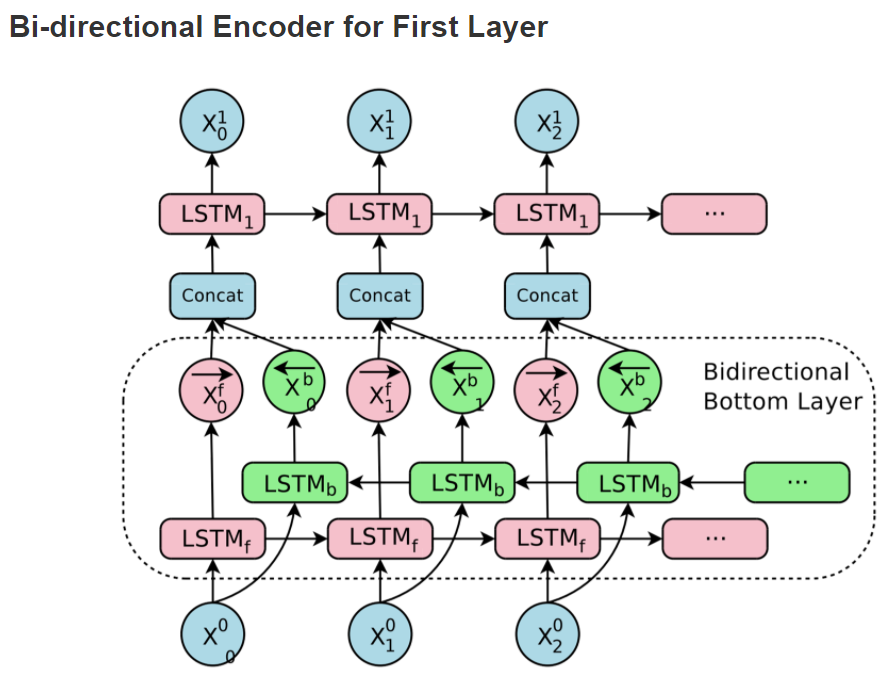 Bi-directional Encoder for First Layer
X₀¹ X₁¹ X₂¹
LSTM₁ LSTM₁ LSTM₁ ...
Concat Concat Concat
X₀ᶠ X₀ᵇ X₁ᶠ X₁ᵇ X₂ᶠ X₂ᵇ
Bidirectional
Bottom Layer
LSTMb LSTMb LSTMb ...
LSTMf LSTMf LSTMf ...
X₀⁰ X₁⁰ X₂⁰